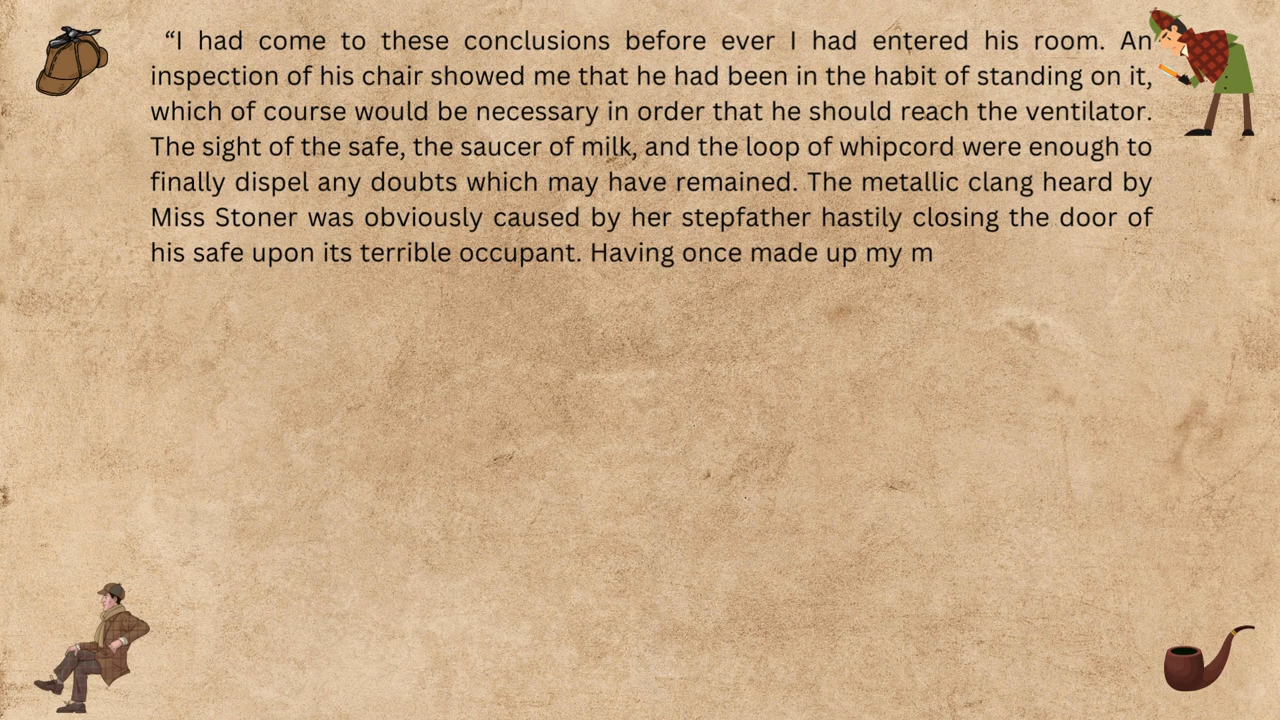 “I had come to these conclusions before ever I had entered his room. An
inspection of his chair showed me that he had been in the habit of standing on it,
which of course would be necessary in order that he should reach the ventilator.
The sight of the safe, the saucer of milk, and the loop of whipcord were enough to
finally dispel any doubts which may have remained. The metallic clang heard by
Miss Stoner was obviously caused by her stepfather hastily closing the door of
his safe upon its terrible occupant. Having once made up my m